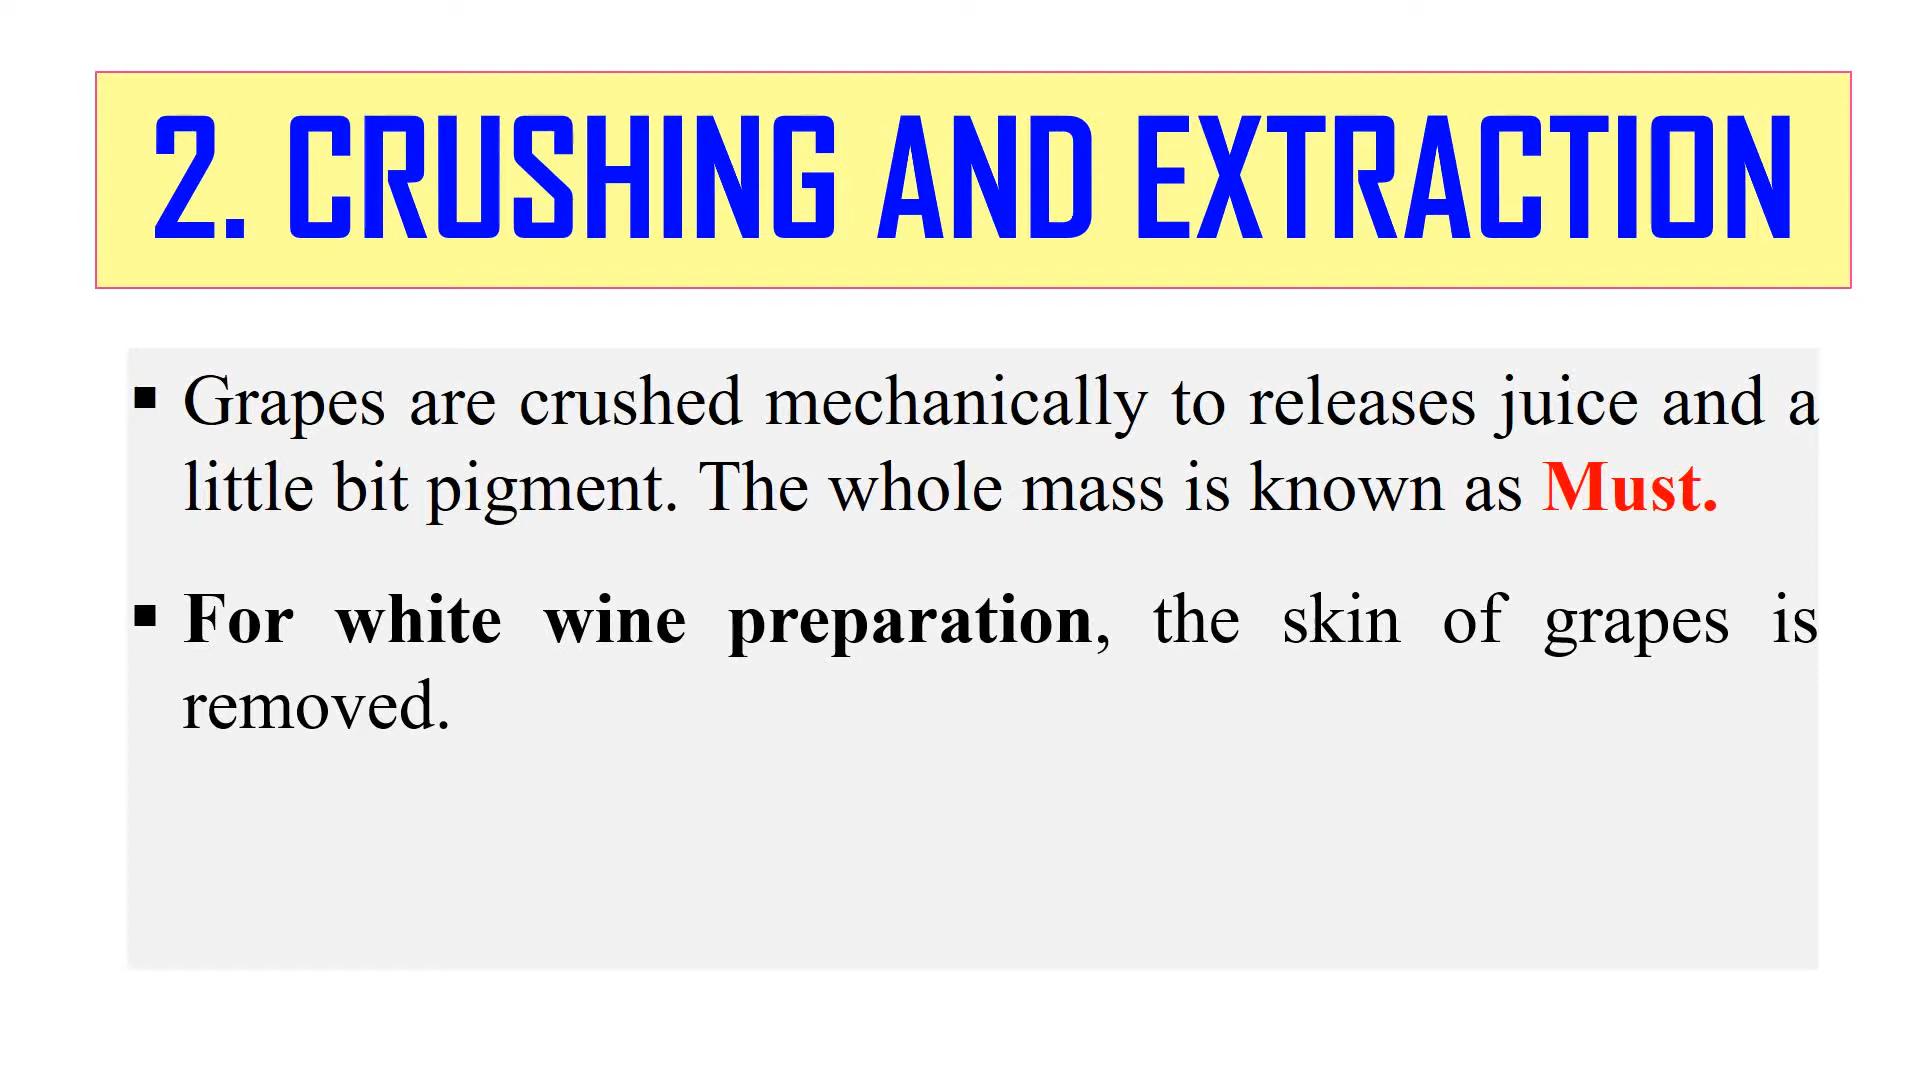 2. CRUSHING AND EXTRACTION
▪ Grapes are crushed mechanically to releases juice and a
little bit pigment. The whole mass is known as Must.
▪ For white wine preparation, the skin of grapes is
removed.